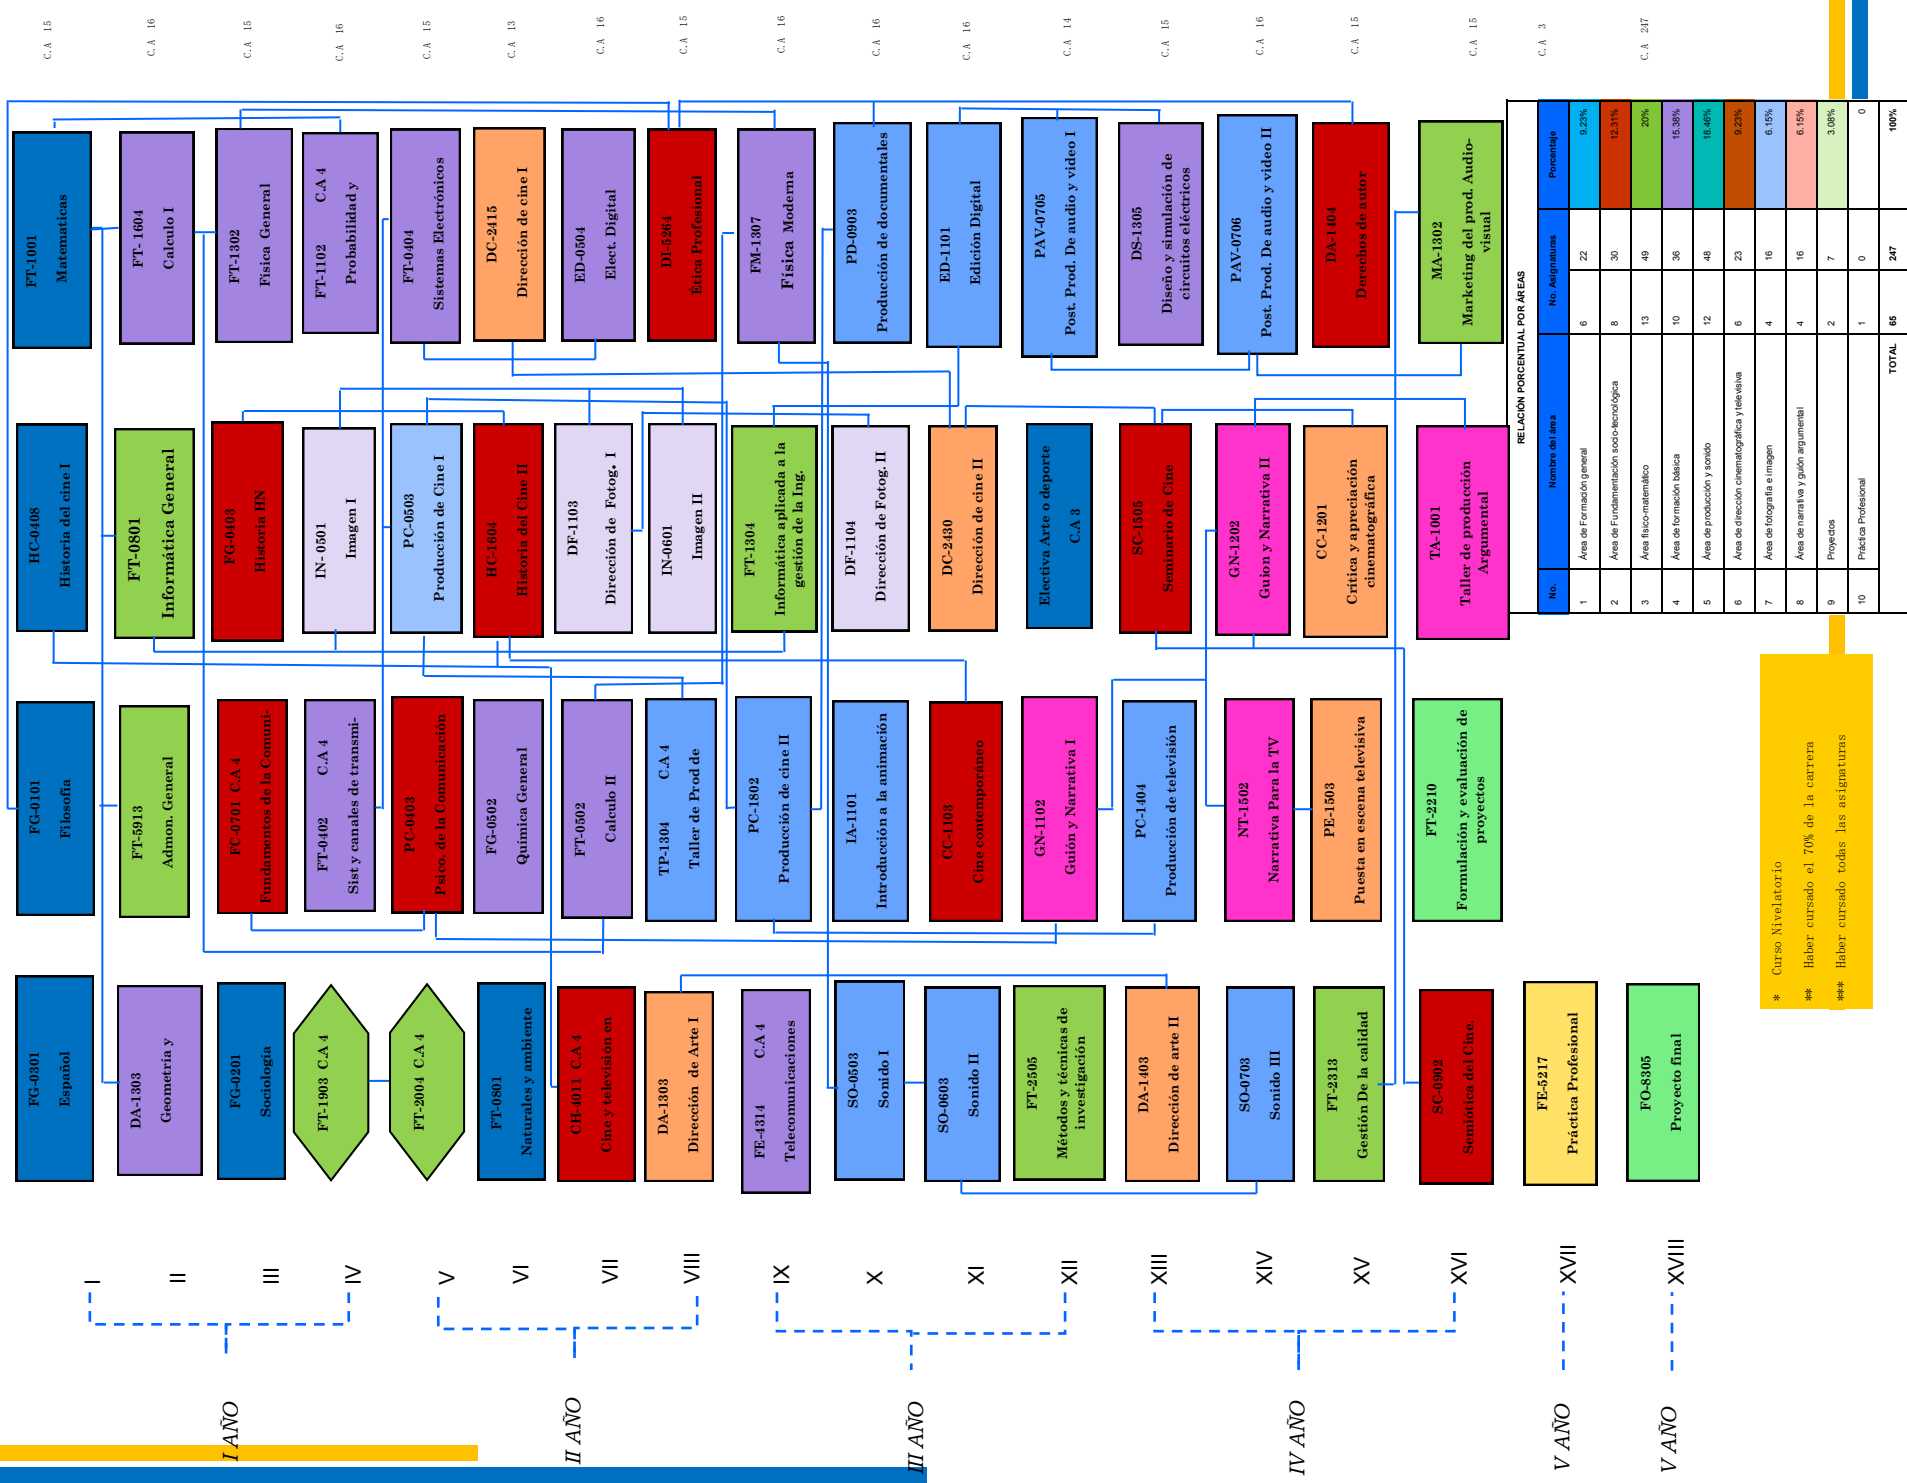 I AÑO
I
FG-0301
Español
FG-0101
Filosofia
HC-0408
Historia del cine I
FT-1001
Matematicas
C.A 15
II
DA-1303
Geometría y
FT-5913
Admon. General
FT-0801
Informática General
FT- 1604
Calculo I
C.A 16
III
FG-0201
Sociología
FC-0701 C.A 4
Fundamentos de la Comuni-
FG-0403
Historia HN
FT-1302
Física General
C.A 15
IV
FT-1903 C.A 4
FT-0402 C.A 4
Sist y canales de transmi-
IN- 0501
Imagen I
FT-1102 C.A 4
Probabilidad y
C.A 16
II AÑO
V
FT-2004 C.A 4
PC-0403
Psico. de la Comunicación
PC-0503
Producción de Cine I
FT-0404
Sistemas Electrónicos
C.A 15
VI
FT-0801
Naturales y ambiente
FG-0502
Química General
HC-1604
Historia del Cine II
DC-2415
Dirección de cine I
C.A 13
VII
CH-4011 C.A 4
Cine y televisión en
FT-0502
Calculo II
DF-1103
Dirección de Fotog. I
ED-0504
Elect. Digital
C.A 16
VIII
DA-1303
Dirección de Arte I
TP-1304 C.A 4
Taller de Prod de
IN-0601
Imagen II
DI-5264
Ética Profesional
C.A 15
III AÑO
IX
FE-4314 C.A 4
Telecomunicaciones
PC-1802
Producción de cine II
FT-1304
Informática aplicada a la
gestión de la Ing.
FM-1307
Física Moderna
C.A 16
X
SO-0503
Sonido I
IA-1101
Introducción a la animación
DF-1104
Dirección de Fotog. II
PD-0903
Producción de documentales
C.A 16
XI
SO-0603
Sonido II
CC-1103
Cine contemporáneo
DC-2430
Dirección de cine II
ED-1101
Edición Digital
C.A 16
XII
FT-2505
Métodos y técnicas de
investigación
GN-1102
Guión y Narrativa I
Electiva Arte o deporte
C.A 3
PAV-0705
Post. Prod. De audio y video I
C.A 14
IV AÑO
XIII
DA-1403
Dirección de arte II
PC-1404
Producción de televisión
SC-1505
Seminario de Cine
DS-1305
Diseño y simulación de
circuitos eléctricos
C.A 15
XIV
SO-0703
Sonido III
NT-1502
Narrativa Para la TV
GN-1202
Guion y Narrativa II
PAV-0706
Post. Prod. De audio y video II
C.A 16
XV
FT-2313
Gestión De la calidad
PE-1503
Puesta en escena televisiva
CC-1201
Crítica y apreciación
cinematográfica
DA-1404
Derechos de autor
C.A 15
XVI
SC-0902
Semiótica del Cine.
FT-2210
Formulación y evaluación de
proyectos
TA-1001
Taller de producción
Argumental
MA-1302
Marketing del prod. Audio-
visual
C.A 15
V AÑO
XVII
FE-5217
Práctica Profesional
C.A 3
V AÑO
XVIII
FO-8305
Proyecto final
C.A 247
RELACIÓN PORCENTUAL POR ÁREAS
No. Nombre del área No. Asignaturas Porcentaje
1 Área de Formación general 6 22 9.23%
2 Área de Fundamentación socio-tecnológica 8 30 12.31%
3 Área físico-matemático 13 49 20%
4 Área de formación básica 10 36 15.38%
5 Área de producción y sonido 12 48 18.46%
6 Área de dirección cinematográfica y televisiva 6 23 9.23%
7 Área de fotografía e imagen 4 16 6.15%
8 Área de narrativa y guión argumental 4 16 6.15%
9 Proyectos 2 7 3.08%
10 Práctica Profesional 1 0 0
TOTAL 65 247 100%
* Curso Nivelatorio
** Haber cursado el 70% de la carrera
*** Haber cursado todas las asignaturas